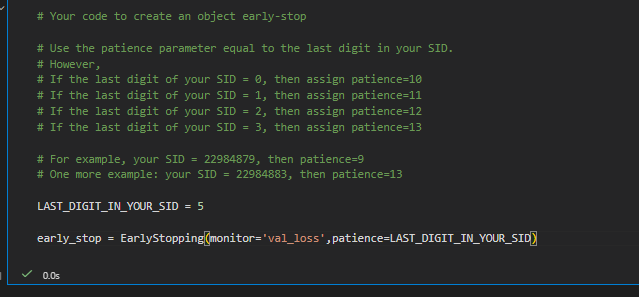 # Your code to create an object early-stop
# Use the patience parameter equal to the last digit in your SID.
# However,
# If the last digit of your SID = 0, then assign patience=10
# If the last digit of your SID = 1, then assign patience=11
# If the last digit of your SID = 2, then assign patience=12
# If the last digit of your SID = 3, then assign patience=13
# For example, your SID = 22984879, then patience=9
# One more example: your SID = 22984883, then patience=13
LAST_DIGIT_IN_YOUR_SID = 5
early_stop = EarlyStopping(monitor='val_loss',patience=LAST_DIGIT_IN_YOUR_SID)
0.0s